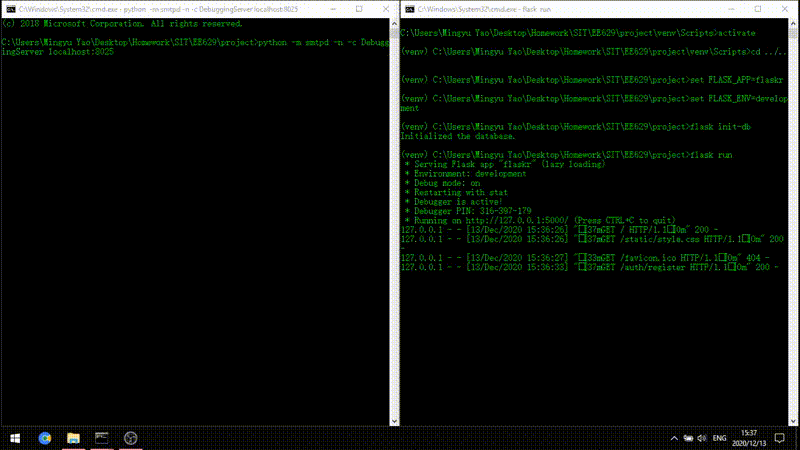 C:\Windows\System32\cmd.exe - python -m smtpd -n -c DebuggingServer localhost:8025
(c) 2018 Microsoft Corporation. All rights reserved.
C:\Users\Mingyu Yao\Desktop\Homework\SIT\EE629\project>python -m smtpd -n -c Debugg
ingServer localhost:8025
C:\Windows\System32\cmd.exe - flask run
C:\Users\Mingyu Yao\Desktop\Homework\SIT\EE629\project\venv\Scripts>activate
(venv) C:\Users\Mingyu Yao\Desktop\Homework\SIT\EE629\project\venv\Scripts>cd ../..
(venv) C:\Users\Mingyu Yao\Desktop\Homework\SIT\EE629\project>set FLASK_APP=flaskr
(venv) C:\Users\Mingyu Yao\Desktop\Homework\SIT\EE629\project>set FLASK_ENV=develop
ment
(venv) C:\Users\Mingyu Yao\Desktop\Homework\SIT\EE629\project>flask init-db
Initialized the database.
(venv) C:\Users\Mingyu Yao\Desktop\Homework\SIT\EE629\project>flask run
* Serving Flask app "flaskr" (lazy loading)
* Environment: development
* Debug mode: on
* Restarting with stat
* Debugger is active!
* Debugger PIN: 316-397-179
* Running on http://127.0.0.1:5000/ (Press CTRL+C to quit)
127.0.0.1 - - [13/Dec/2020 15:36:26] "□[37mGET / HTTP/1.1□[0m" 200 -
127.0.0.1 - - [13/Dec/2020 15:36:26] "□[37mGET /static/style.css HTTP/1.1□[0m" 200
-
127.0.0.1 - - [13/Dec/2020 15:36:27] "□[33mGET /favicon.ico HTTP/1.1□[0m" 404 -
127.0.0.1 - - [13/Dec/2020 15:36:33] "□[37mGET /auth/register HTTP/1.1□[0m" 200 -
ENG
15:37
2020/12/13